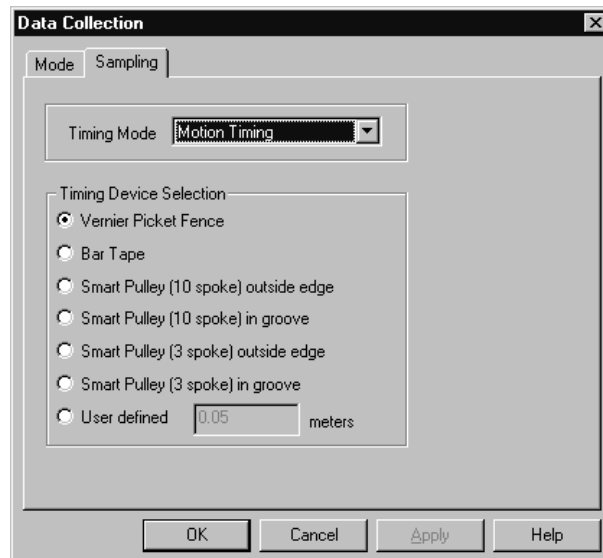 Data Collection
Mode Sampling
Timing Mode Motion Timing
Timing Device Selection
Vernier Picket Fence
Bar Tape
Smart Pulley (10 spoke) outside edge
Smart Pulley (10 spoke) in groove
Smart Pulley (3 spoke) outside edge
Smart Pulley (3 spoke) in groove
User defined 0.05 meters
OK Cancel Apply Help